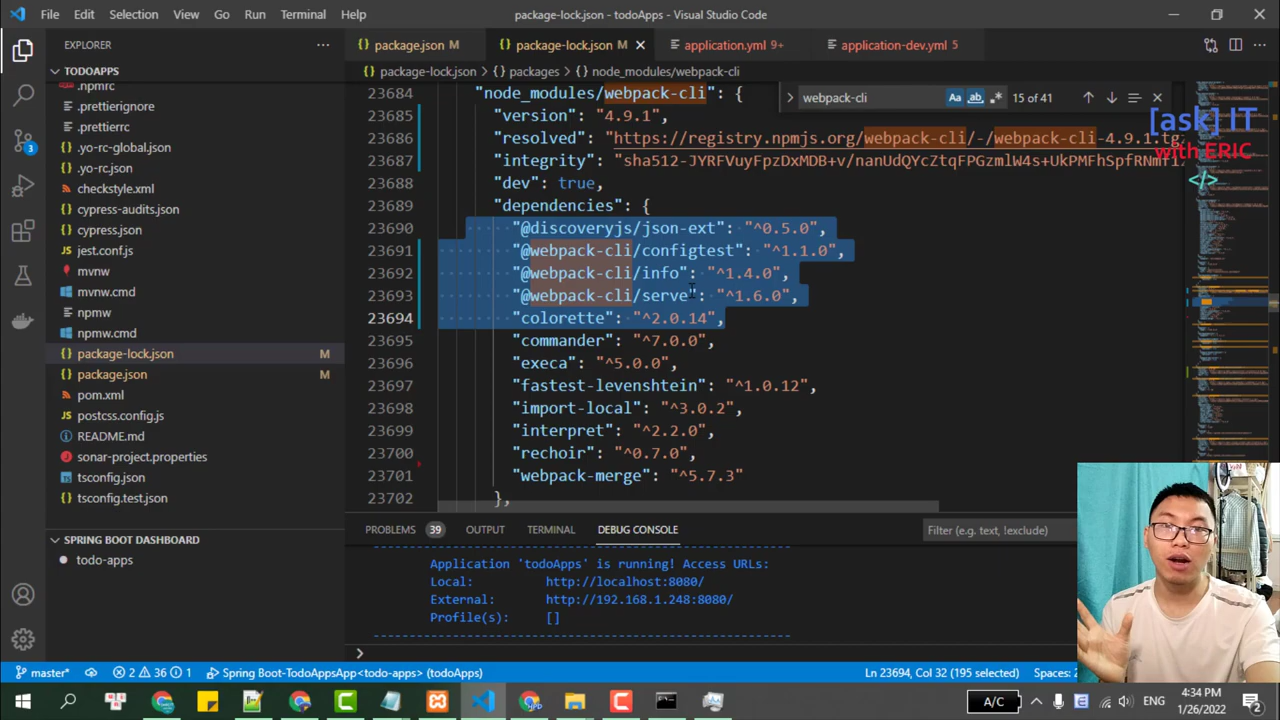 File Edit Selection View Go Run Terminal Help
package-lock.json - todoApps - Visual Studio Code
EXPLORER
TODOAPPS
.npmrc
.prettierignore
.prettierrc
.yo-rc-global.json
.yo-rc.json
checkstyle.xml
cypress-audits.json
cypress.json
jest.conf.js
mvnw
mvnw.cmd
npmw
npmw.cmd
package-lock.json M
package.json M
pom.xml
postcss.config.js
README.md
sonar-project.properties
tsconfig.json
tsconfig.test.json
SPRING BOOT DASHBOARD
todo-apps
3
package.json M
package-lock.json M
application.yml 9+
application-dev.yml 5
package-lock.json > {} packages > {} node_modules/webpack-cli
webpack-cli
Aa
ab
15 of 41
23684 "node_modules/webpack-cli": {
23685 "version": "4.9.1",
23686 "resolved": "https://registry.npmjs.org/webpack-cli/-/webpack-cli-4.9.1.tg
23687 "integrity":
23688 "dev": true,
23689 "dependencies": {
23690 "@discoveryjs/json-ext": "^0.5.0",
23691 "@webpack-cli/configtest": "^1.1.0",
23692 "@webpack-cli/info": "^1.4.0",
23693 "@webpack-cli/serve": "^1.6.0",
23694 "colorette": "^2.0.14",
23695 "commander": "^7.0.0",
23696 "execa": "^5.0.0",
23697 "fastest-levenshtein": "^1.0.12",
23698 "import-local": "^3.0.2",
23699 "interpret": "^2.2.0",
23700 "rechoir": "^0.7.0",
23701 "webpack-merge": "^5.7.3"
23702 },
[ask] IT
with ERIC
</>
PROBLEMS 39 OUTPUT TERMINAL DEBUG CONSOLE
Filter (e.g. text, !exclude)
----------------------------------------------------------
Application 'todoApps' is running! Access URLs:
Local: http://localhost:8080/
External: http://192.168.1.248:8080/
Profile(s): []
----------------------------------------------------------
master* 2 36 1 Spring Boot-TodoAppsApp<todo-apps> (todoApps)
Ln 23694, Col 32 (195 selected)
Spaces: 2
A/C
ENG
4:34 PM
1/26/2022
2